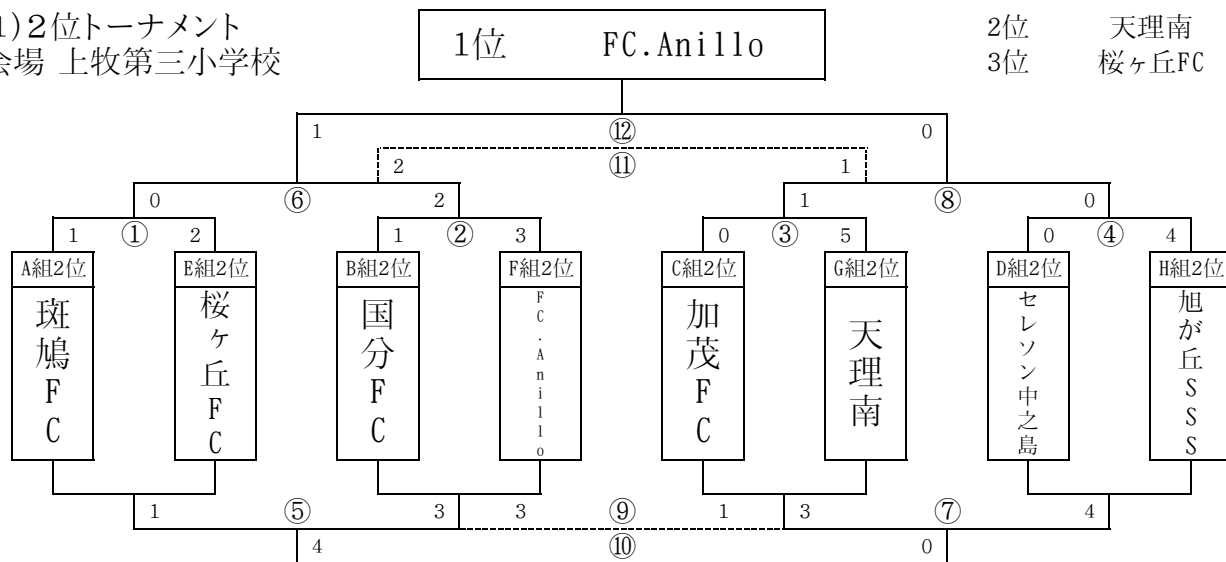 1)2位トーナメント
会場 上牧第三小学校
1位 FC.Anillo
2位 天理南
3位 桜ヶ丘FC
1 ⑫ 0
2 ⑪ 1
0 ⑥ 2 1 ⑧ 0
1 ① 2 1 ② 3 0 ③ 5 0 ④ 4
A組2位 E組2位 B組2位 F組2位 C組2位 G組2位 D組2位 H組2位
斑鳩FC
桜ヶ丘FC
国分FC
FC.Anillo
加茂FC
天理南
セレソン中之島
旭が丘SSS
1 ⑤ 3 3 ⑨ 1 3 ⑦ 4
4 ⑩ 0